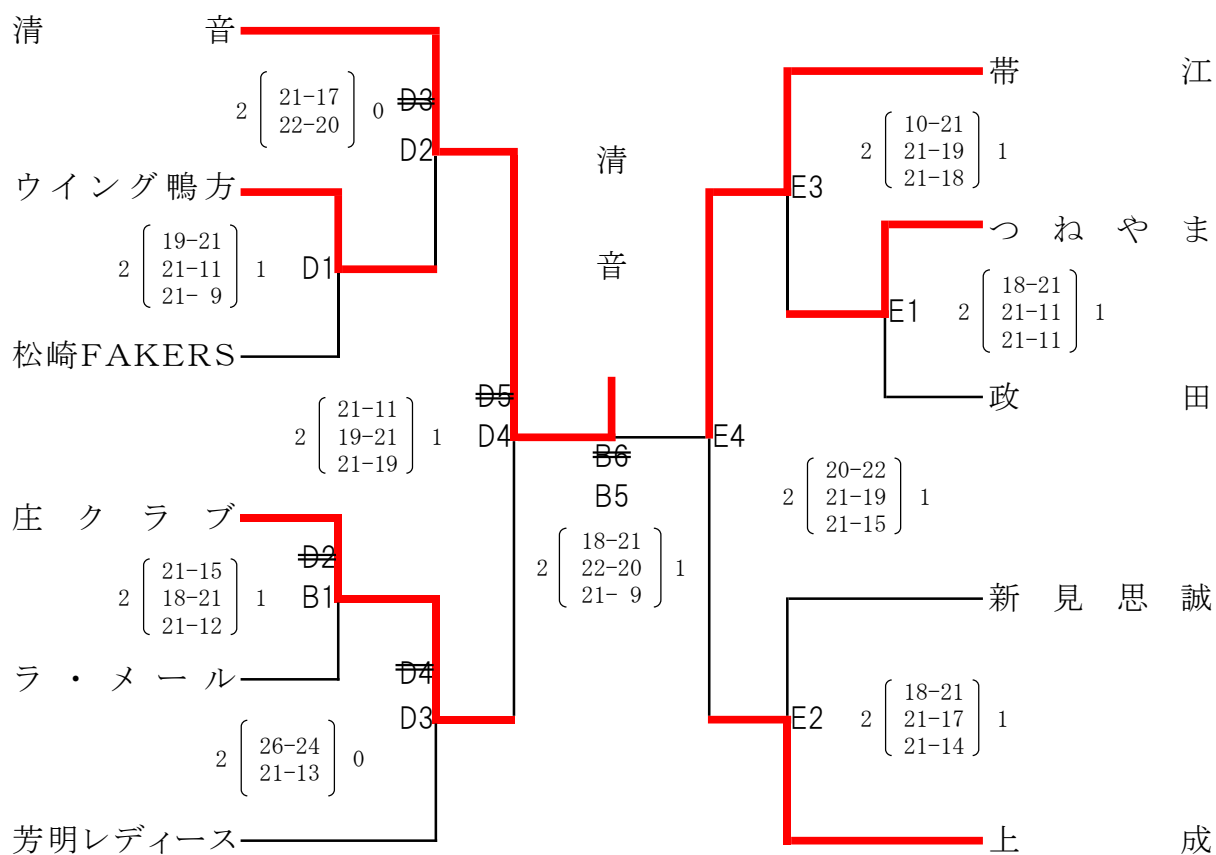 清音
2 21-17 0
22-20
D3
D2
ウイング鴨方
19-21
2 21-11 1
21- 9
D1
松崎FAKERS
21-11
2 19-21 1
21-19
D5
D4
庄クラブ
D2
21-15
2 18-21 1
21-12
B1
ラ・メール
D4
D3
2 26-24 0
21-13
芳明レディース
清音
B6
B5
18-21
2 22-20 1
21- 9
帯江
10-21
2 21-19 1
21-18
E3
つねやま
18-21
2 21-11 1
21-11
E1
政田
E4
20-22
2 21-19 1
21-15
新見思誠
18-21
2 21-17 1
21-14
E2
上成